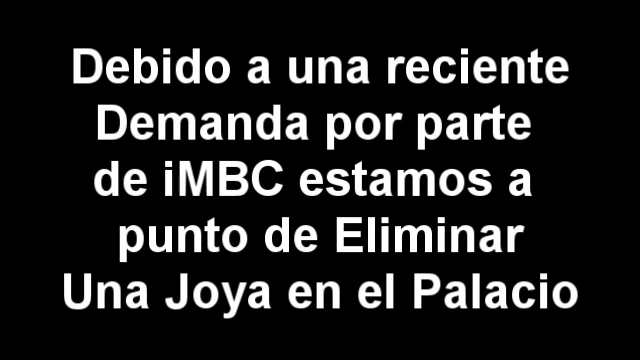 Debido a una reciente
Demanda por parte
de iMBC estamos a
punto de Eliminar
Una Joya en el Palacio